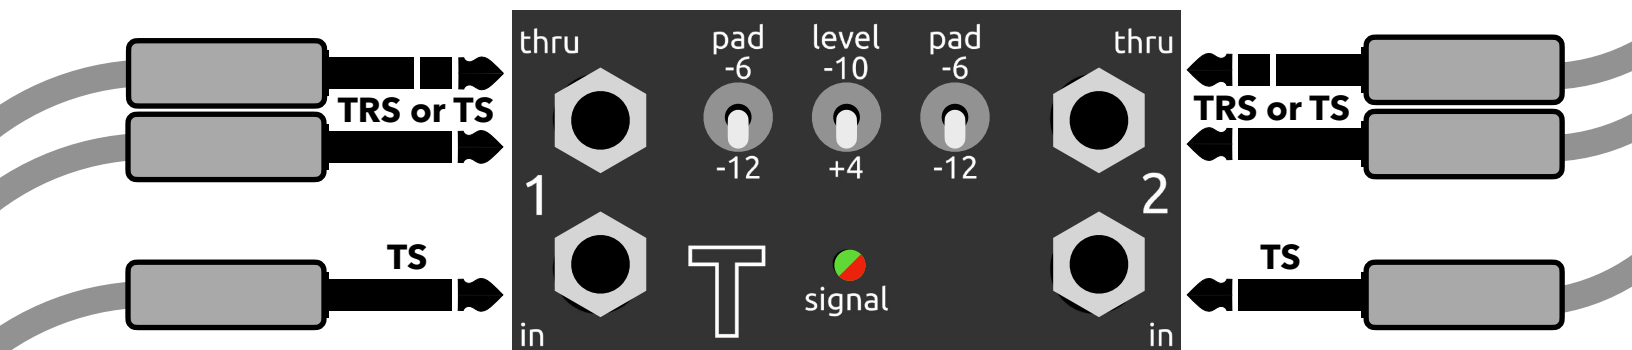 thru pad level pad thru
-6 -10 -6
TRS or TS TRS or TS
-12 +4 -12
1 2
TS T TS
signal
in in